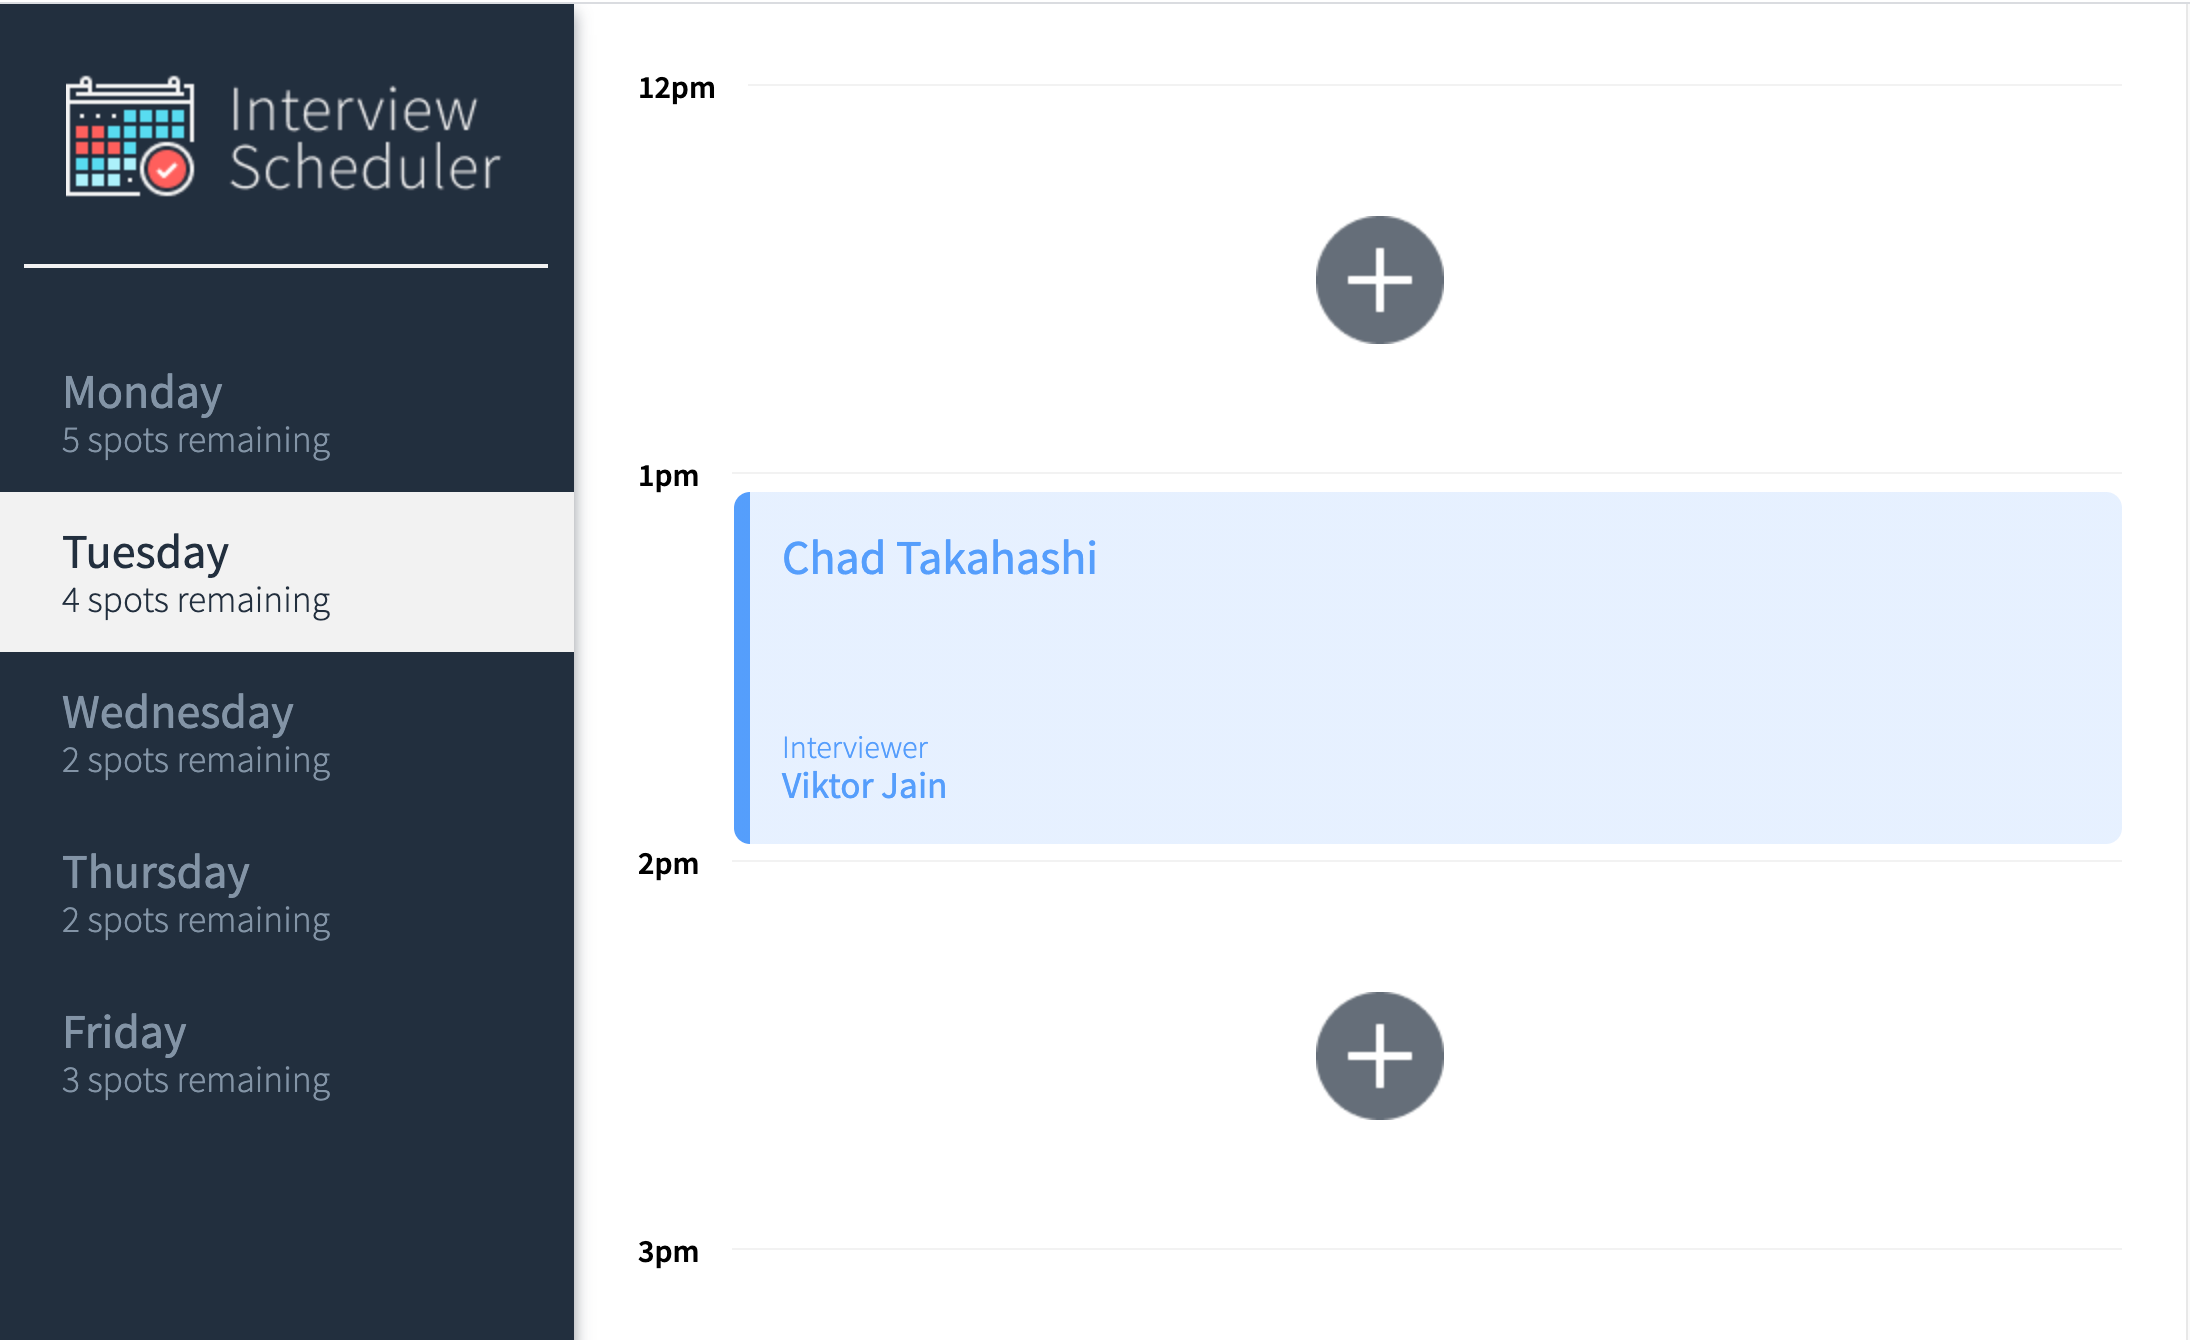 Interview
Scheduler
Monday
5 spots remaining
Tuesday
4 spots remaining
Wednesday
2 spots remaining
Thursday
2 spots remaining
Friday
3 spots remaining
12pm
1pm
Chad Takahashi
Interviewer
Viktor Jain
2pm
3pm